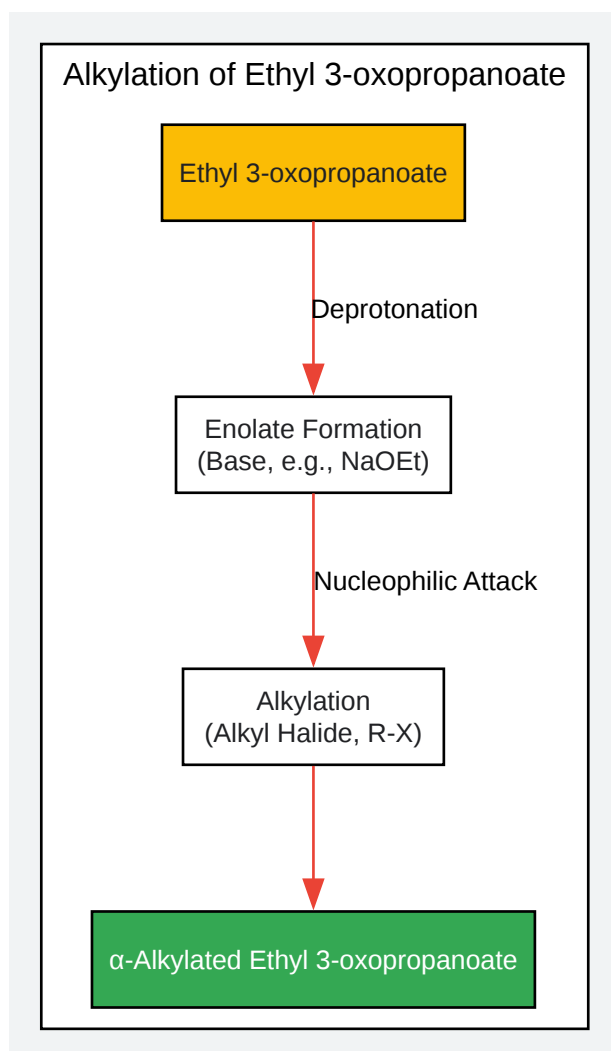 Alkylation of Ethyl 3-oxopropanoate
Ethyl 3-oxopropanoate
Deprotonation
Enolate Formation
(Base, e.g., NaOEt)
Nucleophilic Attack
Alkylation
(Alkyl Halide, R-X)
α-Alkylated Ethyl 3-oxopropanoate